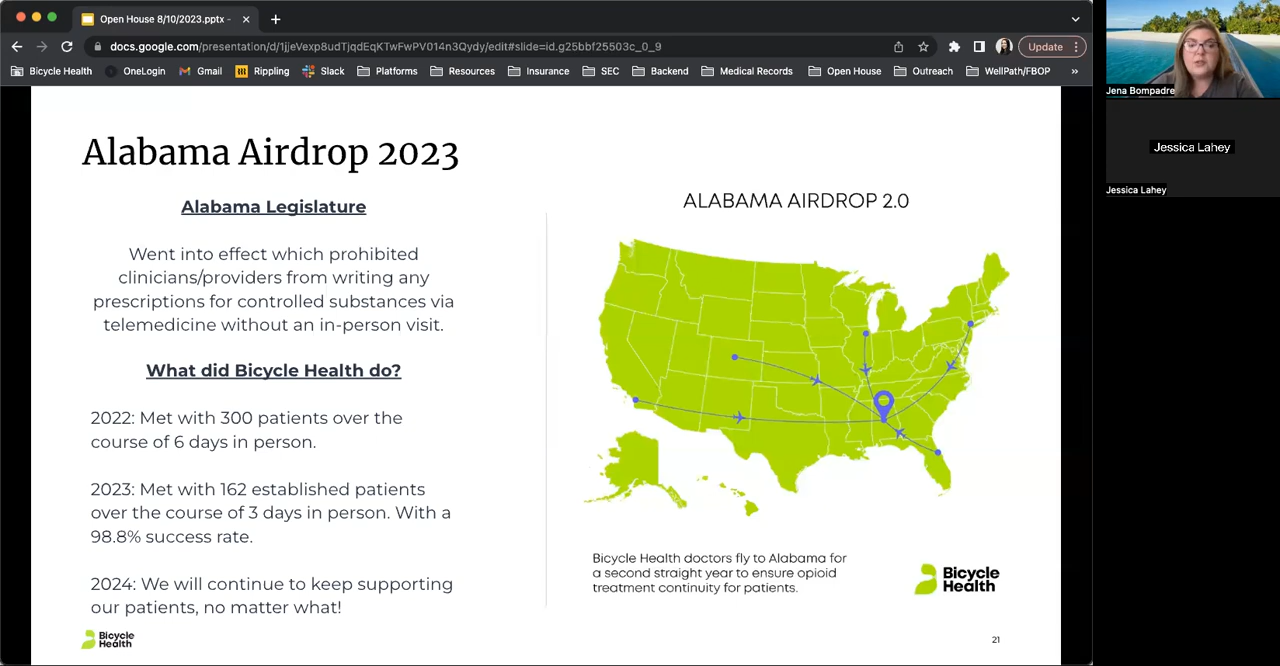 Open House 8/10/2023.pptx -
docs.google.com/presentation/d/1jjeVexp8udTjqdEqKTwFwPV014n3Qydy/edit#slide=id.g25bbf25503c_0_9
Update
Bicycle Health
OneLogin
Gmail
Rippling
Slack
Platforms
Resources
Insurance
SEC
Backend
Medical Records
Open House
Outreach
WellPath/FBOP
»
Alabama Airdrop 2023
Alabama Legislature
Went into effect which prohibited
clinicians/providers from writing any
prescriptions for controlled substances via
telemedicine without an in-person visit.
What did Bicycle Health do?
2022: Met with 300 patients over the
course of 6 days in person.
2023: Met with 162 established patients
over the course of 3 days in person. With a
98.8% success rate.
2024: We will continue to keep supporting
our patients, no matter what!
Bicycle
Health
ALABAMA AIRDROP 2.0
Bicycle Health doctors fly to Alabama for
a second straight year to ensure opioid
treatment continuity for patients.
Bicycle
Health
21
Jena Bompadre
Jessica Lahey
Jessica Lahey